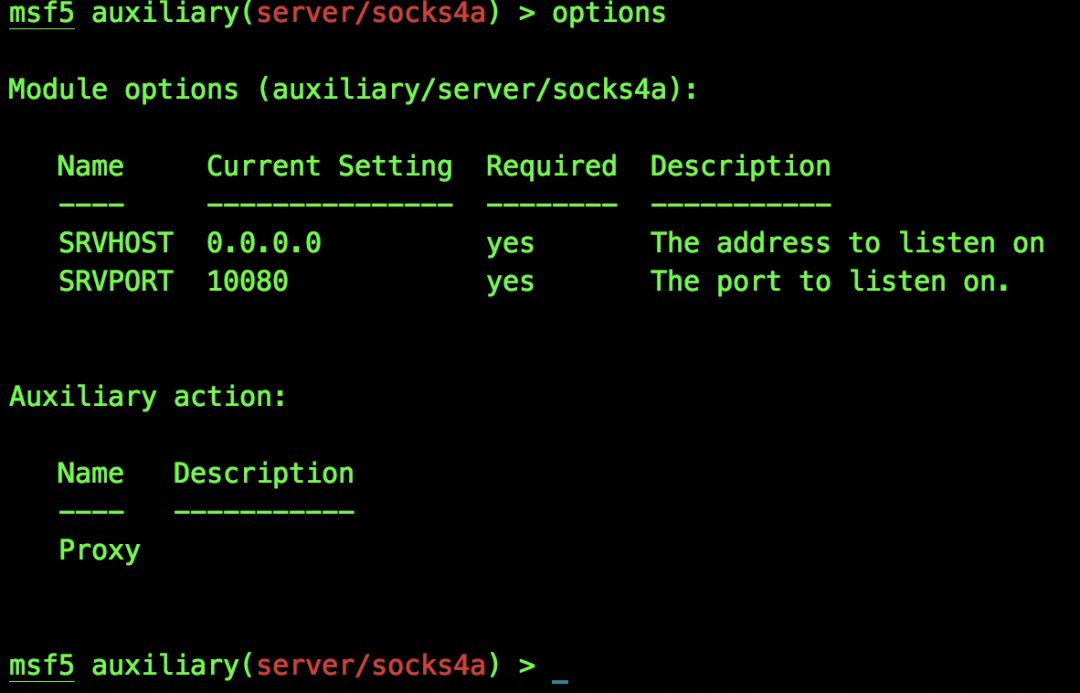 msf5 auxiliary(server/socks4a) > options
Module options (auxiliary/server/socks4a):
Name Current Setting Required Description
---- --------------- -------- -----------
SRVHOST 0.0.0.0 yes The address to listen on
SRVPORT 10080 yes The port to listen on.
Auxiliary action:
Name Description
---- -----------
Proxy
msf5 auxiliary(server/socks4a) > _